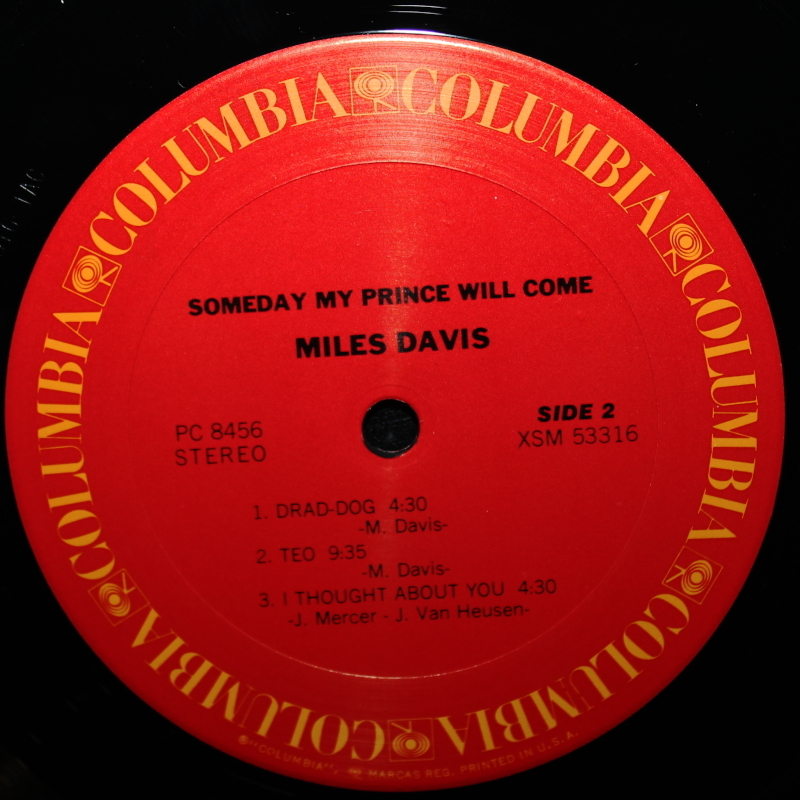 COLUMBIA COLUMBIA COLUMBIA COLUMBIA COLUMBIA COLUMBIA COLUMBIA COLUMBIA
SOMEDAY MY PRINCE WILL COME
MILES DAVIS
PC 8456
STEREO
SIDE 2
XSM 53316
1. DRAD-DOG 4:30
-M. Davis-
2. TEO 9:35
-M. Davis-
3. I THOUGHT ABOUT YOU 4:30
-J. Mercer - J. Van Heusen-
®"COLUMBIA", MARCAS REG. PRINTED IN U.S.A.